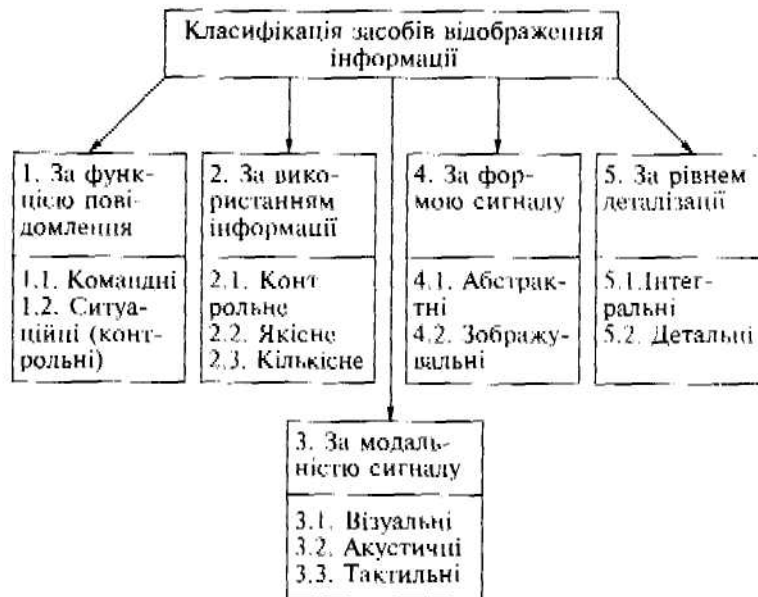 Класифікація засобів відображення
інформації
1. За функ-
цією пові-
домлення
1.1. Командні
1.2. Ситуа-
ційні (конт-
рольні)
2. За вико-
ристанням
інформації
2.1. Конт
рольне
2.2. Якісне
2.3. Кількісне
4. За фор-
мою сигналу
4.1. Абстрак-
тні
4.2. Зображу-
вальні
5. За рівнем
деталізації
5.1.Інтег-
ральні
5.2. Детальні
3. За модаль-
ністю сигналу
3.1. Візуальні
3.2. Акустичні
3.3. Тактильні